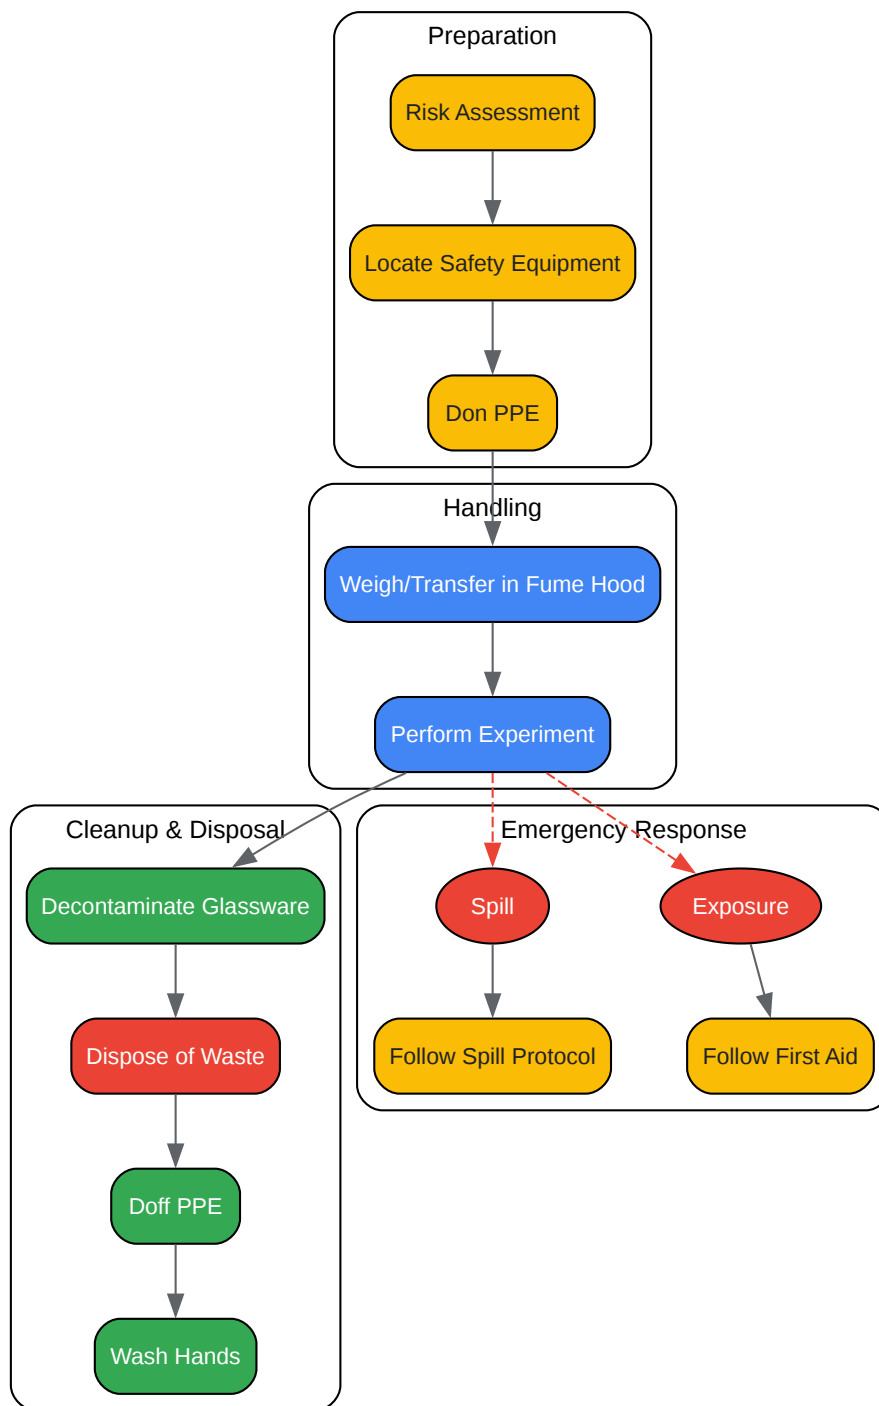 Preparation
Risk Assessment
Locate Safety Equipment
Don PPE
Handling
Weigh/Transfer in Fume Hood
Perform Experiment
Cleanup & Disposal
Decontaminate Glassware
Dispose of Waste
Doff PPE
Wash Hands
Emergency Response
Spill
Exposure
Follow Spill Protocol
Follow First Aid